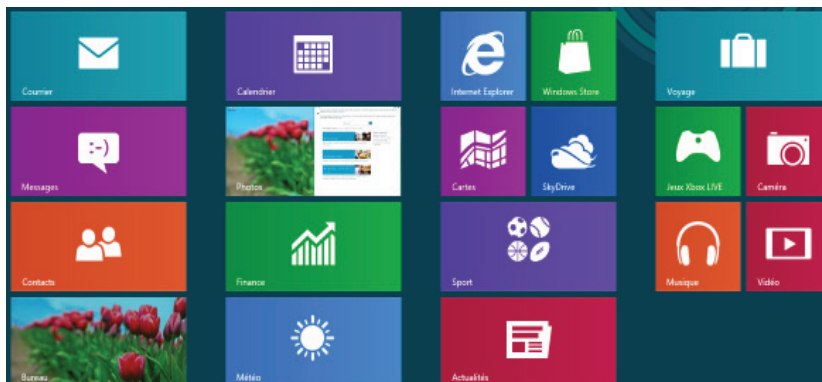 Courrier
Calendrier
Internet Explorer
Windows Store
Voyage
Messages
Photos
Cartes
SkyDrive
Jeux Xbox LIVE
Caméra
Contacts
Finance
Sport
Musique
Vidéo
Bureau
Météo
Actualités